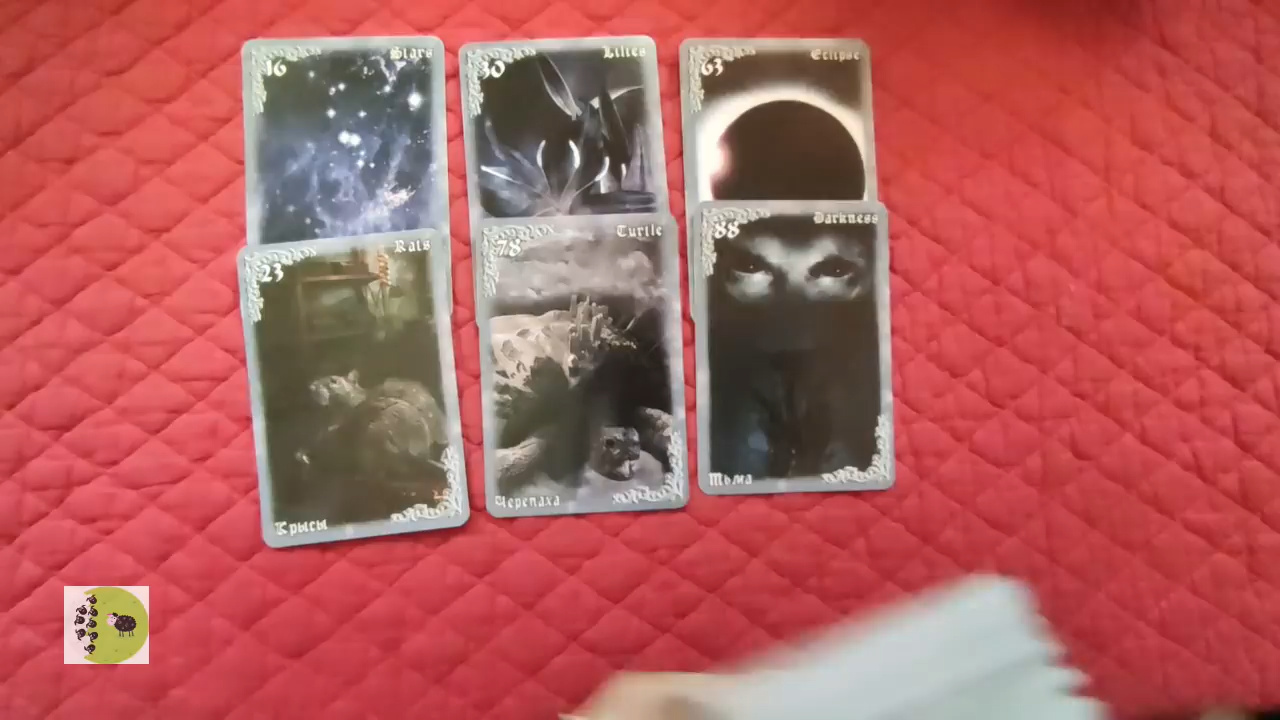 16 Stars
30 Lilies
63 Eclipse
23 Rats
Крысы
78 Turtle
Черепаха
88 Darkness
Тьма